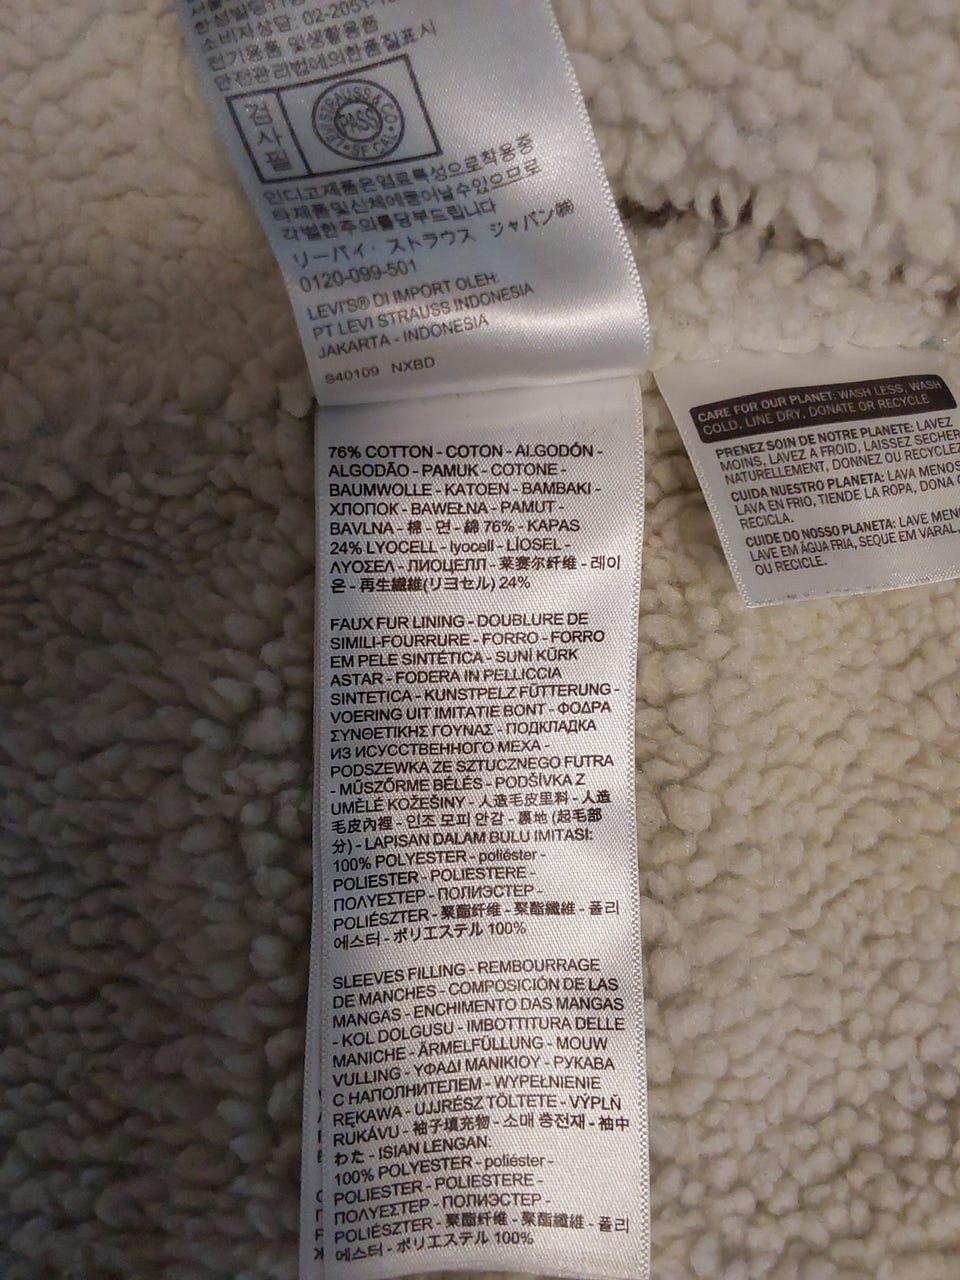 소비자상담: 02-2051-
전기용품 및생활용품
안전관리법에의한품질표시
검사필
LEVI STRAUSS & CO
PASS
SF CAL
인디고제품은염료특성으로착용중
타제품및신체에물이날수있으므로
각별한주의를당부드립니다
リーバイ・ストラウス ジャパン㈱
0120-099-501
LEVI'S® DI IMPORT OLEH:
PT LEVI STRAUSS INDONESIA
JAKARTA - INDONESIA
S40109 NXBD
76% COTTON - COTON - ALGODÓN -
ALGODÃO - PAMUK - COTONE -
BAUMWOLLE - KATOEN - BAMBAKI -
ХЛОПОК - BAWEŁNA - PAMUT -
BAVLNA - 棉 - 면 - 綿 76% - KAPAS
24% LYOCELL - lyocell - LİOSEL -
ΛΥΟΣΕΛ - ЛИОЦЕЛЛ - 莱赛尔纤维 - 레이
온 - 再生繊維(リヨセル) 24%
FAUX FUR LINING - DOUBLURE DE
SIMILI-FOURRURE - FORRO - FORRO
EM PELE SINTÉTICA - SUNİ KÜRK
ASTAR - FODERA IN PELLICCIA
SINTETICA - KUNSTPELZ FÜTTERUNG -
VOERING UIT IMITATIE BONT - ΦΟΔΡΑ
ΣΥΝΘΕΤΙΚΗΣ ΓΟΥΝΑΣ - ПОДКЛАДКА
ИЗ ИСУССТВЕННОГО МЕХА -
PODSZEWKA ZE SZTUCZNEGO FUTRA
- MŰSZŐRME BÉLÉS - PODŠÍVKA Z
UMĚLÉ KOŽEŠINY - 人造毛皮里料 - 人造
毛皮內裡 - 인조 모피 안감 - 裏地 (起毛部
分) - LAPISAN DALAM BULU IMITASI:
100% POLYESTER - poliéster -
POLIESTER - POLIESTERE -
ΠΟΛΥΕΣΤΕΡ - ПОЛИЭСТЕР -
POLIÉSZTER - 聚酯纤维 - 聚酯纖維 - 폴리
에스터 - ポリエステル 100%
SLEEVES FILLING - REMBOURRAGE
DE MANCHES - COMPOSICIÓN DE LAS
MANGAS - ENCHIMENTO DAS MANGAS
- KOL DOLGUSU - IMBOTTITURA DELLE
MANICHE - ÄRMELFÜLLUNG - MOUW
VULLING - ΥΦΑΔΙ ΜΑΝΙΚΙΟΥ - РУКАВА
С НАПОЛНИТЕЛЕМ - WYPEŁNIENIE
RĘKAWA - UJJRÉSZ TÖLTETE - VÝPLŇ
RUKÁVU - 袖子填充物 - 소매 충전재 - 袖中
わた - ISIAN LENGAN:
100% POLYESTER - poliéster -
POLIESTER - POLIESTERE -
ΠΟΛΥΕΣΤΕΡ - ПОЛИЭСТЕР -
POLIÉSZTER - 聚酯纤维 - 聚酯纖維 - 폴리
에스터 - ポリエステル 100%
CARE FOR OUR PLANET: WASH LESS, WASH
COLD, LINE DRY, DONATE OR RECYCLE
PRENEZ SOIN DE NOTRE PLANETE: LAVEZ
MOINS, LAVEZ A FROID, LAISSEZ SECHER
NATURELLEMENT, DONNEZ OU RECYCLEZ
CUIDA NUESTRO PLANETA: LAVA MENOS
LAVA EN FRIO, TIENDE LA ROPA, DONA
RECICLA.
CUIDE DO NOSSO PLANETA: LAVE
LAVE EM ÁGUA FRIA, SEQUE EM VARAL,
OU RECICLE.